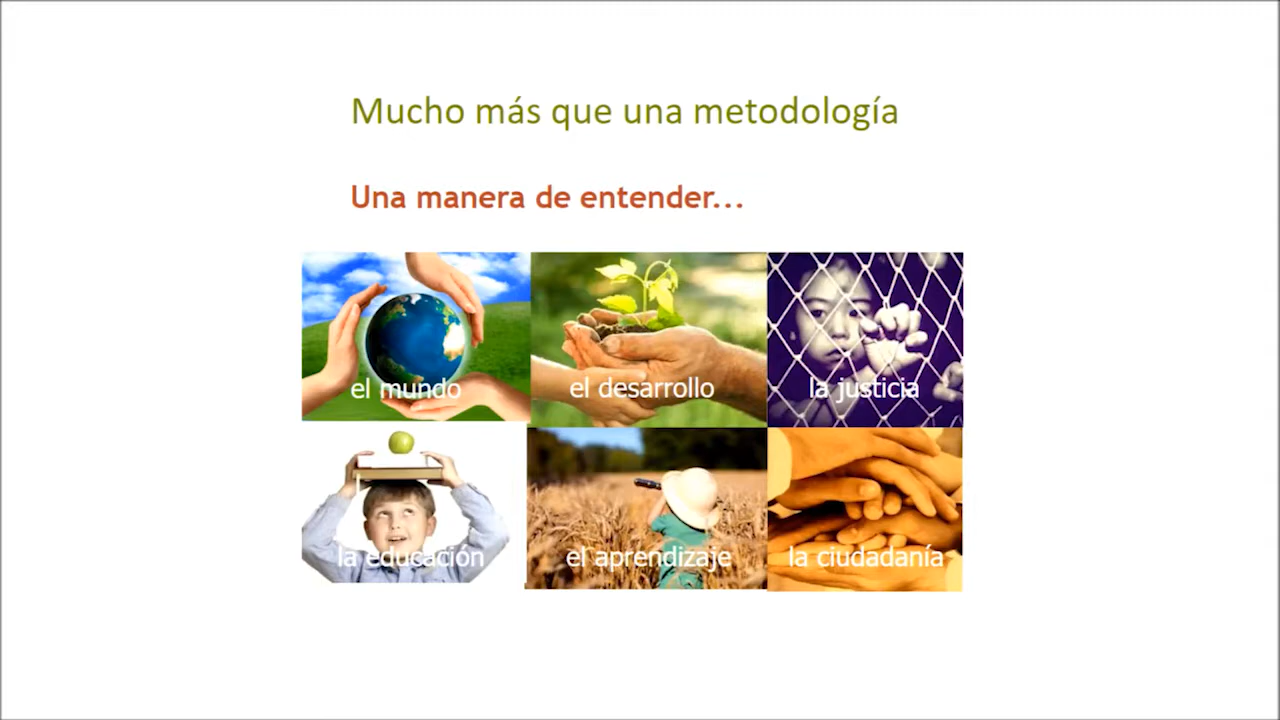 Mucho más que una metodología
Una manera de entender...
el mundo
el desarrollo
la justicia
la educación
el aprendizaje
la ciudadanía